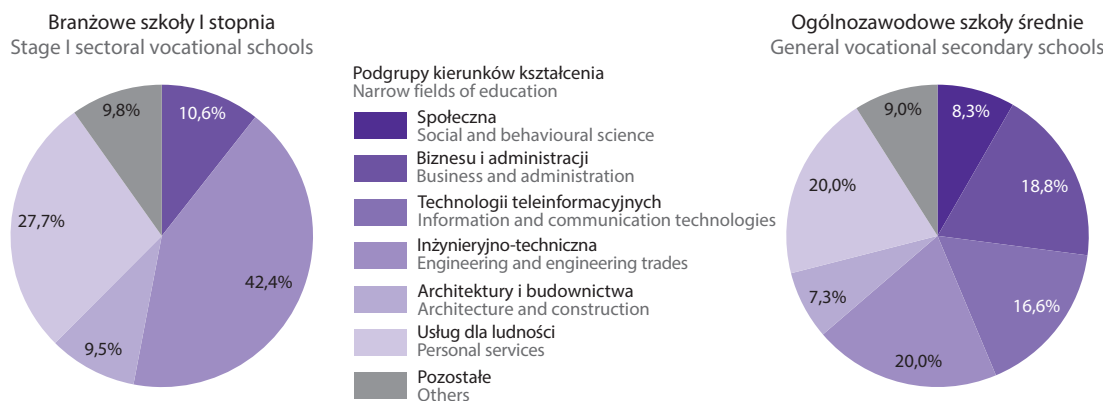 Branżowe szkoły I stopnia
Stage I sectoral vocational schools
9,8%
10,6%
27,7%
42,4%
9,5%
Podgrupy kierunków kształcenia
Narrow fields of education
Społeczna
Social and behavioural science
Biznesu i administracji
Business and administration
Technologii teleinformacyjnych
Information and communication technologies
Inżynieryjno-techniczna
Engineering and engineering trades
Architektury i budownictwa
Architecture and construction
Usług dla ludności
Personal services
Pozostałe
Others
Ogólnozawodowe szkoły średnie
General vocational secondary schools
9,0%
8,3%
20,0%
18,8%
7,3%
16,6%
20,0%